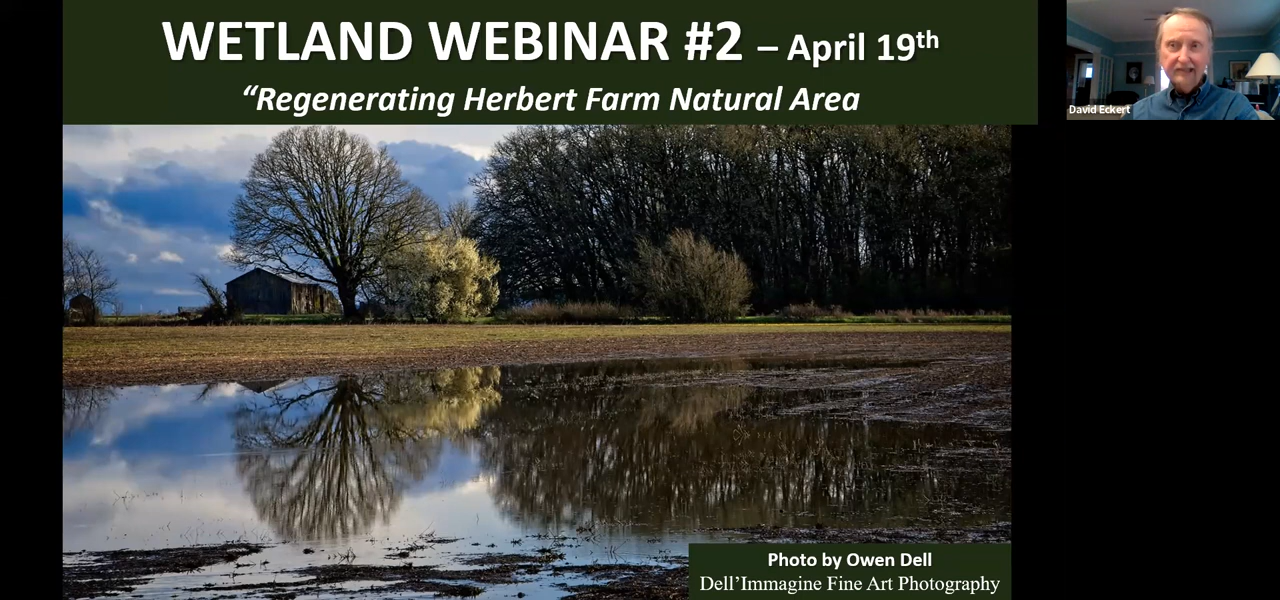 WETLAND WEBINAR #2 – April 19th
“Regenerating Herbert Farm Natural Area
David Eckert
Photo by Owen Dell
Dell’Immagine Fine Art Photography